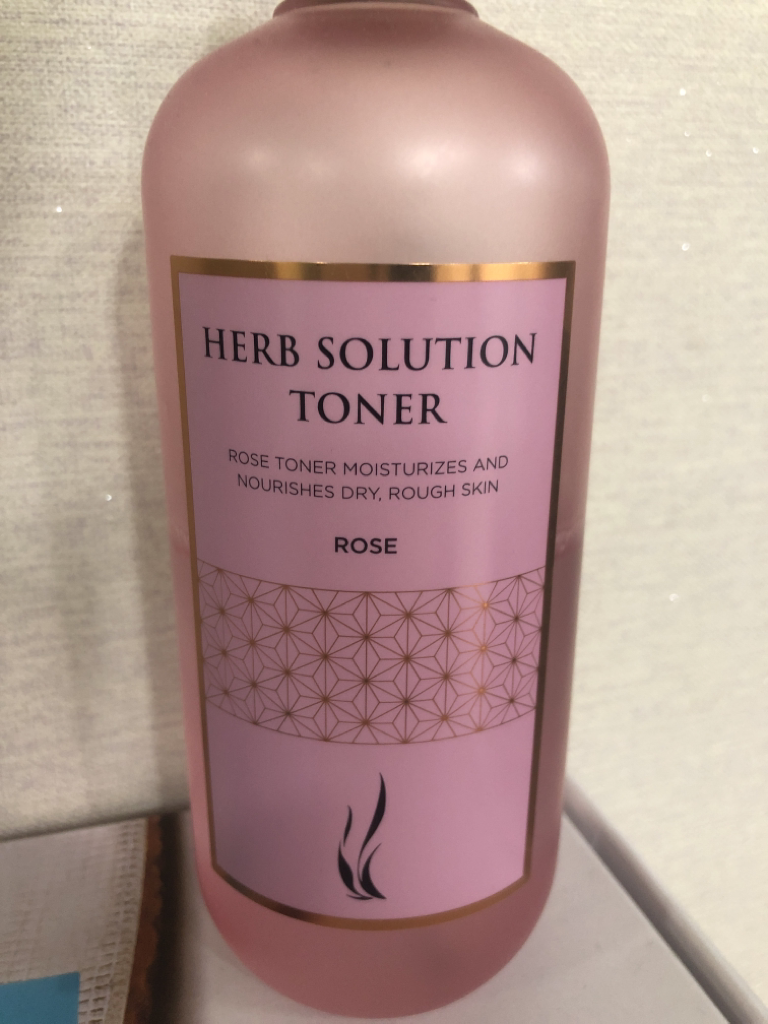 HERB SOLUTION
TONER
ROSE TONER MOISTURIZES AND
NOURISHES DRY, ROUGH SKIN
ROSE